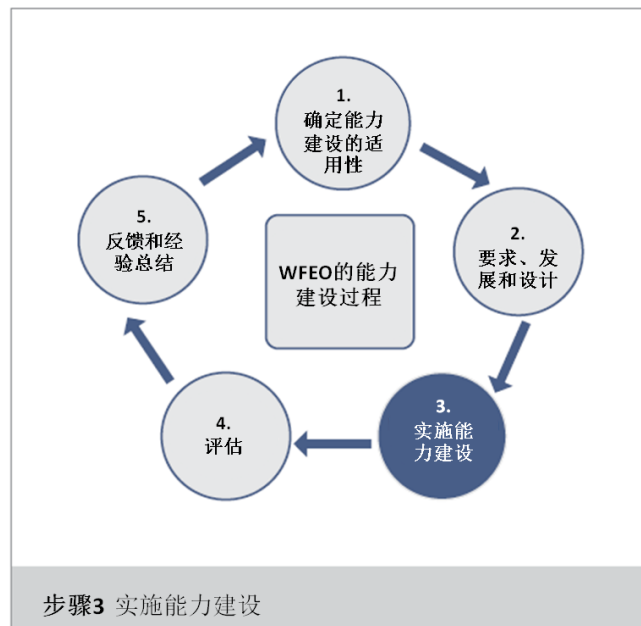 1.
确定能力
建设的适
用性
2.
要求、发
展和设计
3.
实施能
力建设
4.
评估
5.
反馈和经
验总结
WFEO的能力
建设过程
步骤3 实施能力建设